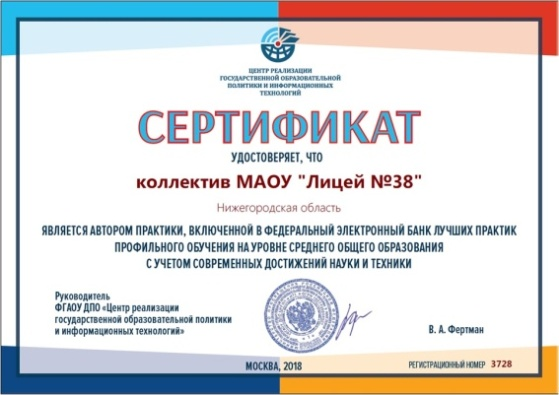 ЦЕНТР РЕАЛИЗАЦИИ
ГОСУДАРСТВЕННОЙ ОБРАЗОВАТЕЛЬНОЙ
ПОЛИТИКИ И ИНФОРМАЦИОННЫХ
ТЕХНОЛОГИЙ
СЕРТИФИКАТ
УДОСТОВЕРЯЕТ, ЧТО
коллектив МАОУ "Лицей №38"
Нижегородская область
ЯВЛЯЕТСЯ АВТОРОМ ПРАКТИКИ, ВКЛЮЧЕННОЙ В ФЕДЕРАЛЬНЫЙ ЭЛЕКТРОННЫЙ БАНК ЛУЧШИХ ПРАКТИК
ПРОФИЛЬНОГО ОБУЧЕНИЯ НА УРОВНЕ СРЕДНЕГО ОБЩЕГО ОБРАЗОВАНИЯ
С УЧЕТОМ СОВРЕМЕННЫХ ДОСТИЖЕНИЙ НАУКИ И ТЕХНИКИ
Руководитель
ФГАОУ ДПО «Центр реализации
государственной образовательной политики
и информационных технологий»
В. А. Фертман
МОСКВА, 2018
РЕГИСТРАЦИОННЫЙ НОМЕР 3728